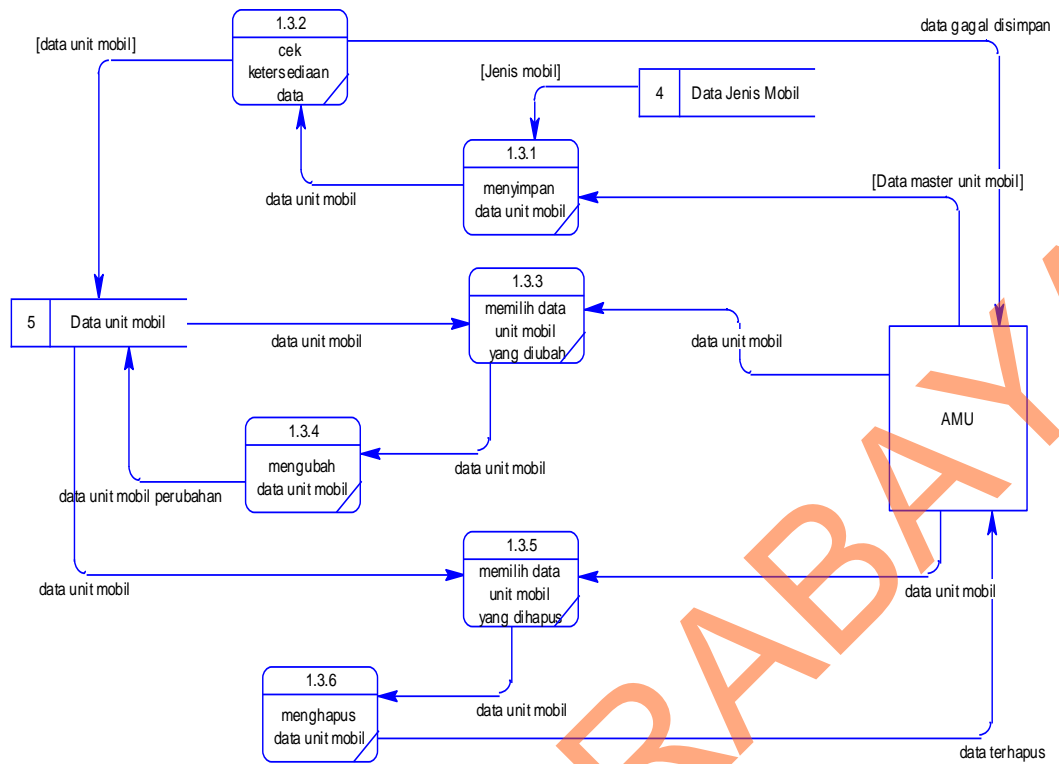 data gagal disimpan
1.3.2
cek
ketersediaan
data
[data unit mobil]
[Jenis mobil]
4 Data Jenis Mobil
1.3.1
menyimpan
data unit mobil
data unit mobil
[Data master unit mobil]
1.3.3
memilih data
unit mobil
yang diubah
5 Data unit mobil
data unit mobil
data unit mobil
AMU
1.3.4
mengubah
data unit mobil
data unit mobil
data unit mobil perubahan
1.3.5
memilih data
unit mobil
yang dihapus
data unit mobil
data unit mobil
1.3.6
menghapus
data unit mobil
data unit mobil
data terhapus
RABAYA